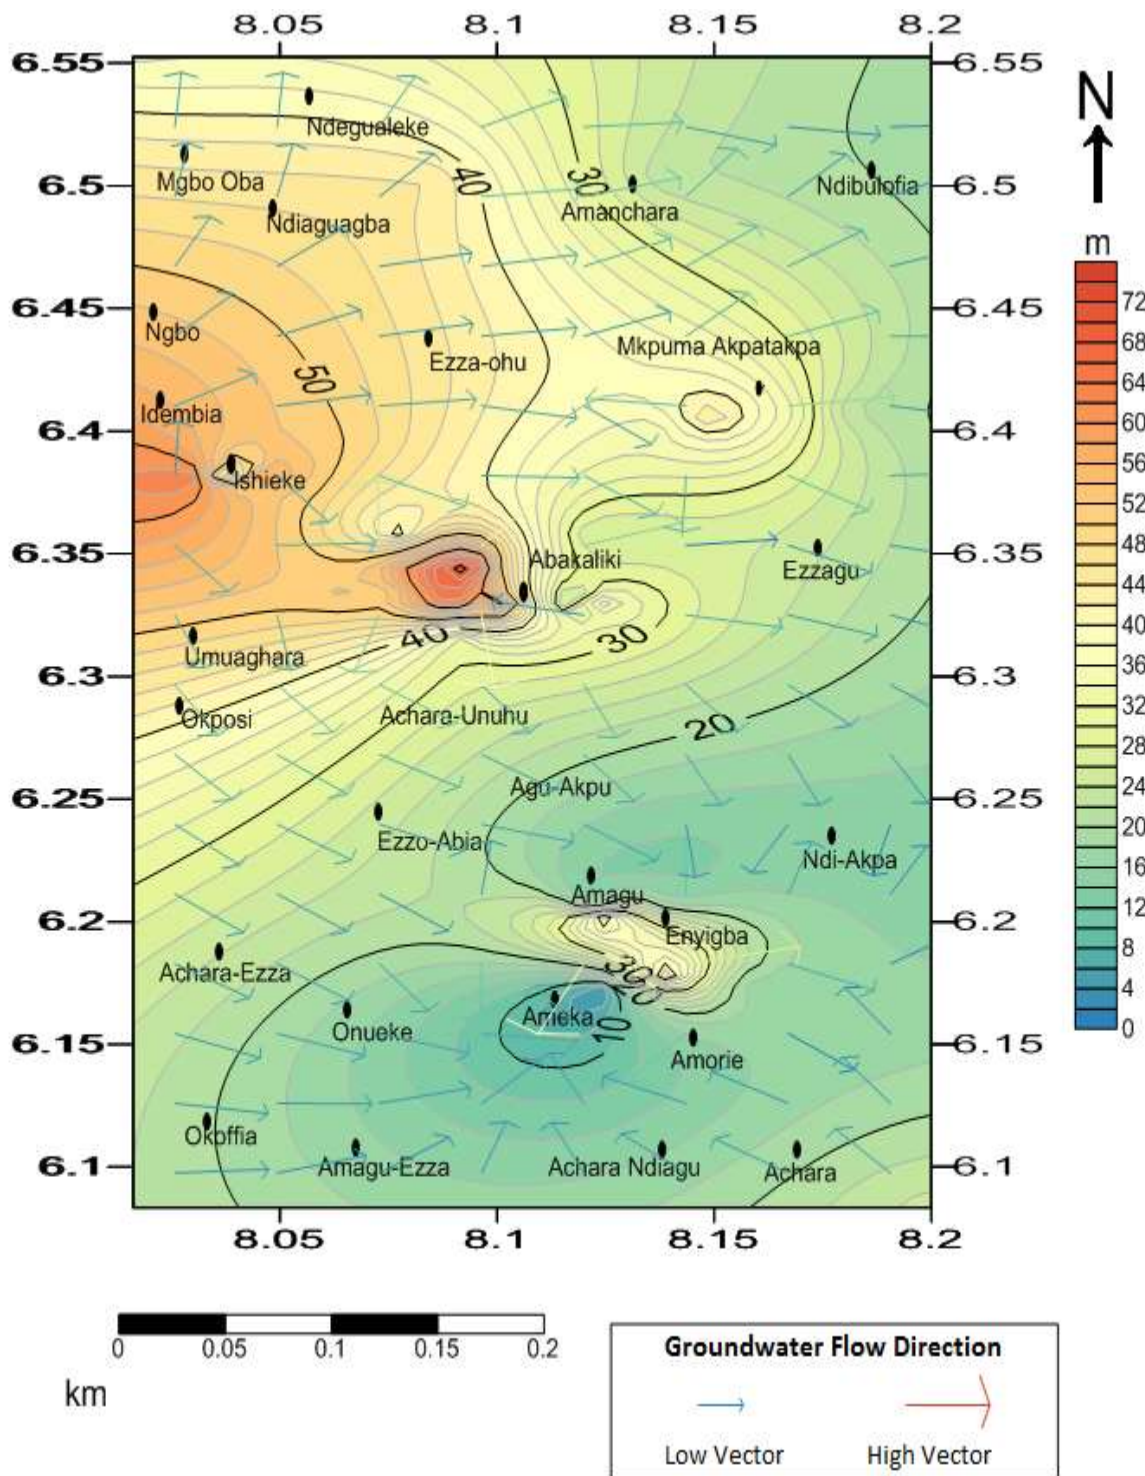 8.05 8.1 8.15 8.2
6.55 6.55
N
Ndegualeke
Mgbo Oba
40
30
Ndibulofia
6.5 6.5
Amanchara
Ndiaguagba
m
6.45 6.45
72
Ngbo
Mkpuma Akpatakpa
68
Ezza-ohu
50
64
Idembia
60
6.4 6.4
56
Ishieke
52
6.35 6.35
Abakaliki
48
Ezzagu
44
40
30
40
Umuaghara
6.3 6.3
36
Okposi
Achara-Unuhu
32
20
28
Agu-Akpu
6.25 6.25
24
Ezzo-Abia
20
Ndi-Akpa
16
Amagu
6.2 6.2
12
Enyigba
Achara-Ezza
30
20
8
Ameka
4
Onueke
10
0
6.15 6.15
Amorie
Okoffia
Amagu-Ezza
Achara Ndiagu
Achara
6.1 6.1
8.05 8.1 8.15 8.2
0 0.05 0.1 0.15 0.2
km
Groundwater Flow Direction
Low Vector High Vector